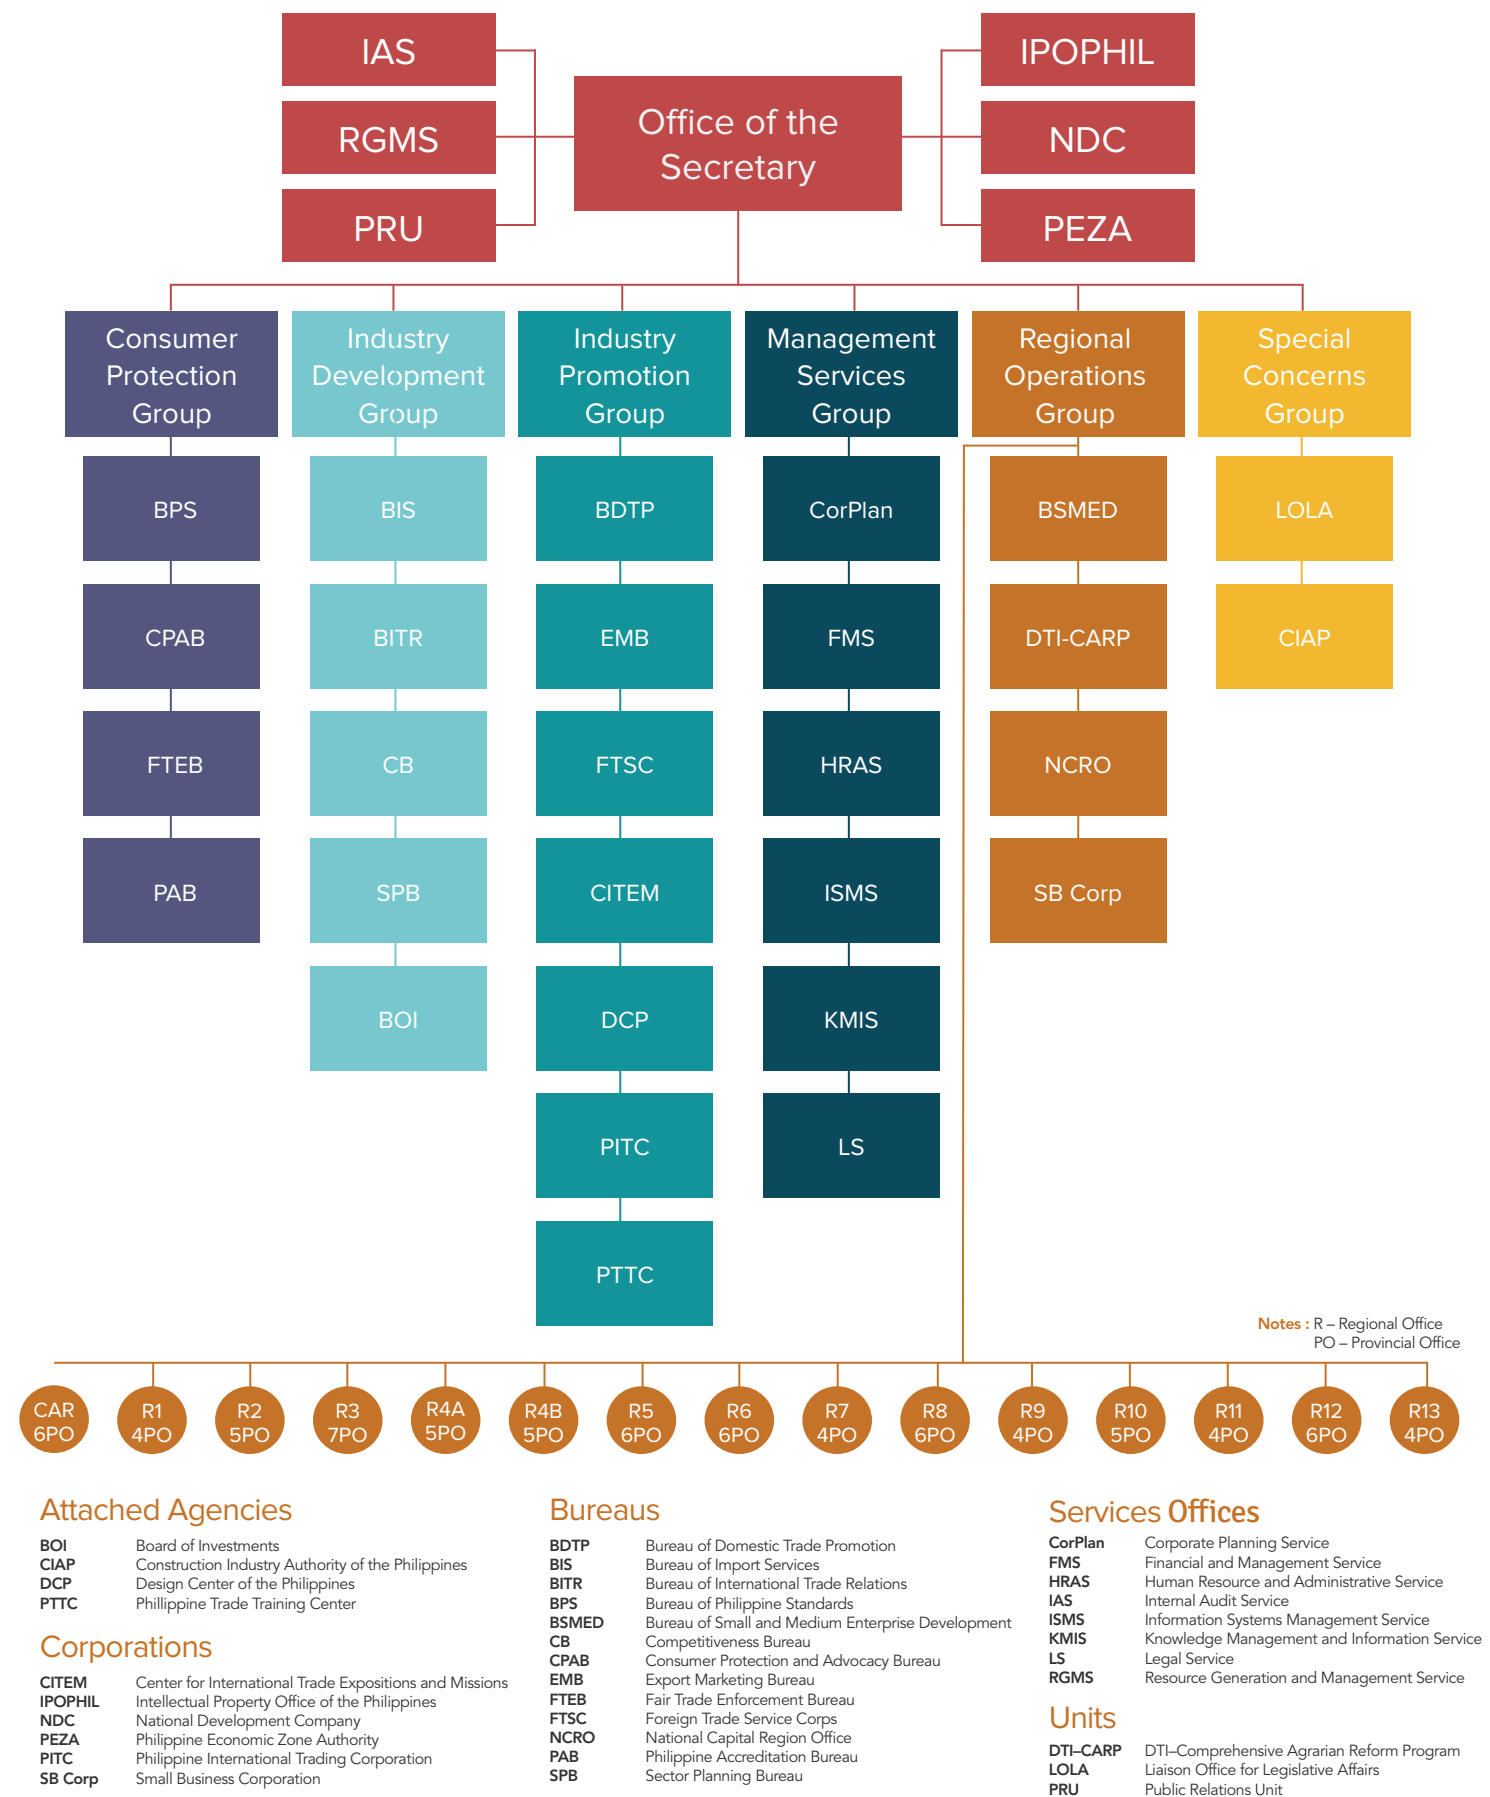 IAS
RGMS
PRU
Office of the
Secretary
IPOPHIL
NDC
PEZA
Consumer
Protection
Group
BPS
CPAB
FTEB
PAB
Industry
Development
Group
BIS
BITR
CB
SPB
BOI
Industry
Promotion
Group
BDTP
EMB
FTSC
CITEM
DCP
PITC
PTTC
Management
Services
Group
CorPlan
FMS
HRAS
ISMS
KMIS
LS
Regional
Operations
Group
BSMED
DTI-CARP
NCRO
SB Corp
Special
Concerns
Group
LOLA
CIAP
Notes : R – Regional Office
PO – Provincial Office
CAR
6PO
R1
4PO
R2
5PO
R3
7PO
R4A
5PO
R4B
5PO
R5
6PO
R6
6PO
R7
4PO
R8
6PO
R9
4PO
R10
5PO
R11
4PO
R12
6PO
R13
4PO
Attached Agencies
BOI Board of Investments
CIAP Construction Industry Authority of the Philippines
DCP Design Center of the Philippines
PTTC Phillippine Trade Training Center
Corporations
CITEM Center for International Trade Expositions and Missions
IPOPHIL Intellectual Property Office of the Philippines
NDC National Development Company
PEZA Philippine Economic Zone Authority
PITC Philippine International Trading Corporation
SB Corp Small Business Corporation
Bureaus
BDTP Bureau of Domestic Trade Promotion
BIS Bureau of Import Services
BITR Bureau of International Trade Relations
BPS Bureau of Philippine Standards
BSMED Bureau of Small and Medium Enterprise Development
CB Competitiveness Bureau
CPAB Consumer Protection and Advocacy Bureau
EMB Export Marketing Bureau
FTEB Fair Trade Enforcement Bureau
FTSC Foreign Trade Service Corps
NCRO National Capital Region Office
PAB Philippine Accreditation Bureau
SPB Sector Planning Bureau
Services Offices
CorPlan Corporate Planning Service
FMS Financial and Management Service
HRAS Human Resource and Administrative Service
IAS Internal Audit Service
ISMS Information Systems Management Service
KMIS Knowledge Management and Information Service
LS Legal Service
RGMS Resource Generation and Management Service
Units
DTI–CARP DTI–Comprehensive Agrarian Reform Program
LOLA Liaison Office for Legislative Affairs
PRU Public Relations Unit